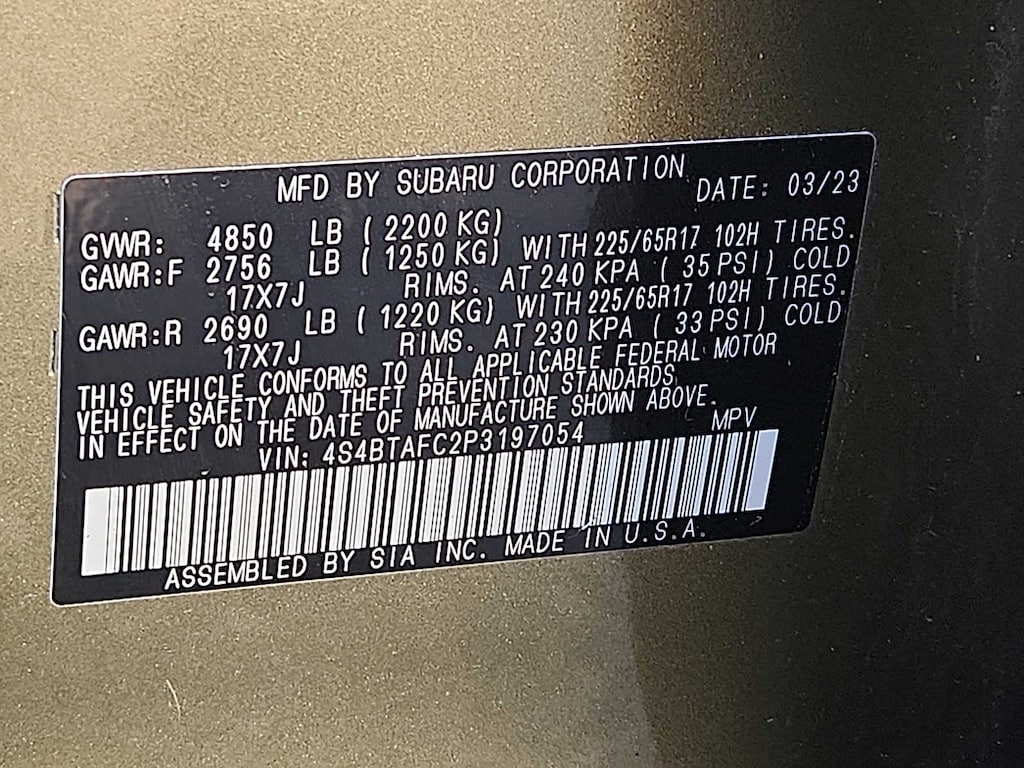 MFD BY SUBARU CORPORATION DATE: 03/23
GVWR: 4850 LB ( 2200 KG)
GAWR:F 2756 LB ( 1250 KG) WITH 225/65R17 102H TIRES.
17X7J RIMS. AT 240 KPA ( 35 PSI) COLD
GAWR:R 2690 LB ( 1220 KG) WITH 225/65R17 102H TIRES.
17X7J RIMS. AT 230 KPA ( 33 PSI) COLD
THIS VEHICLE CONFORMS TO ALL APPLICABLE FEDERAL MOTOR
VEHICLE SAFETY AND THEFT PREVENTION STANDARDS,
IN EFFECT ON THE DATE OF MANUFACTURE SHOWN ABOVE.
VIN: 4S4BTAFC2P3197054 MPV
ASSEMBLED BY SIA INC. MADE IN U.S.A.